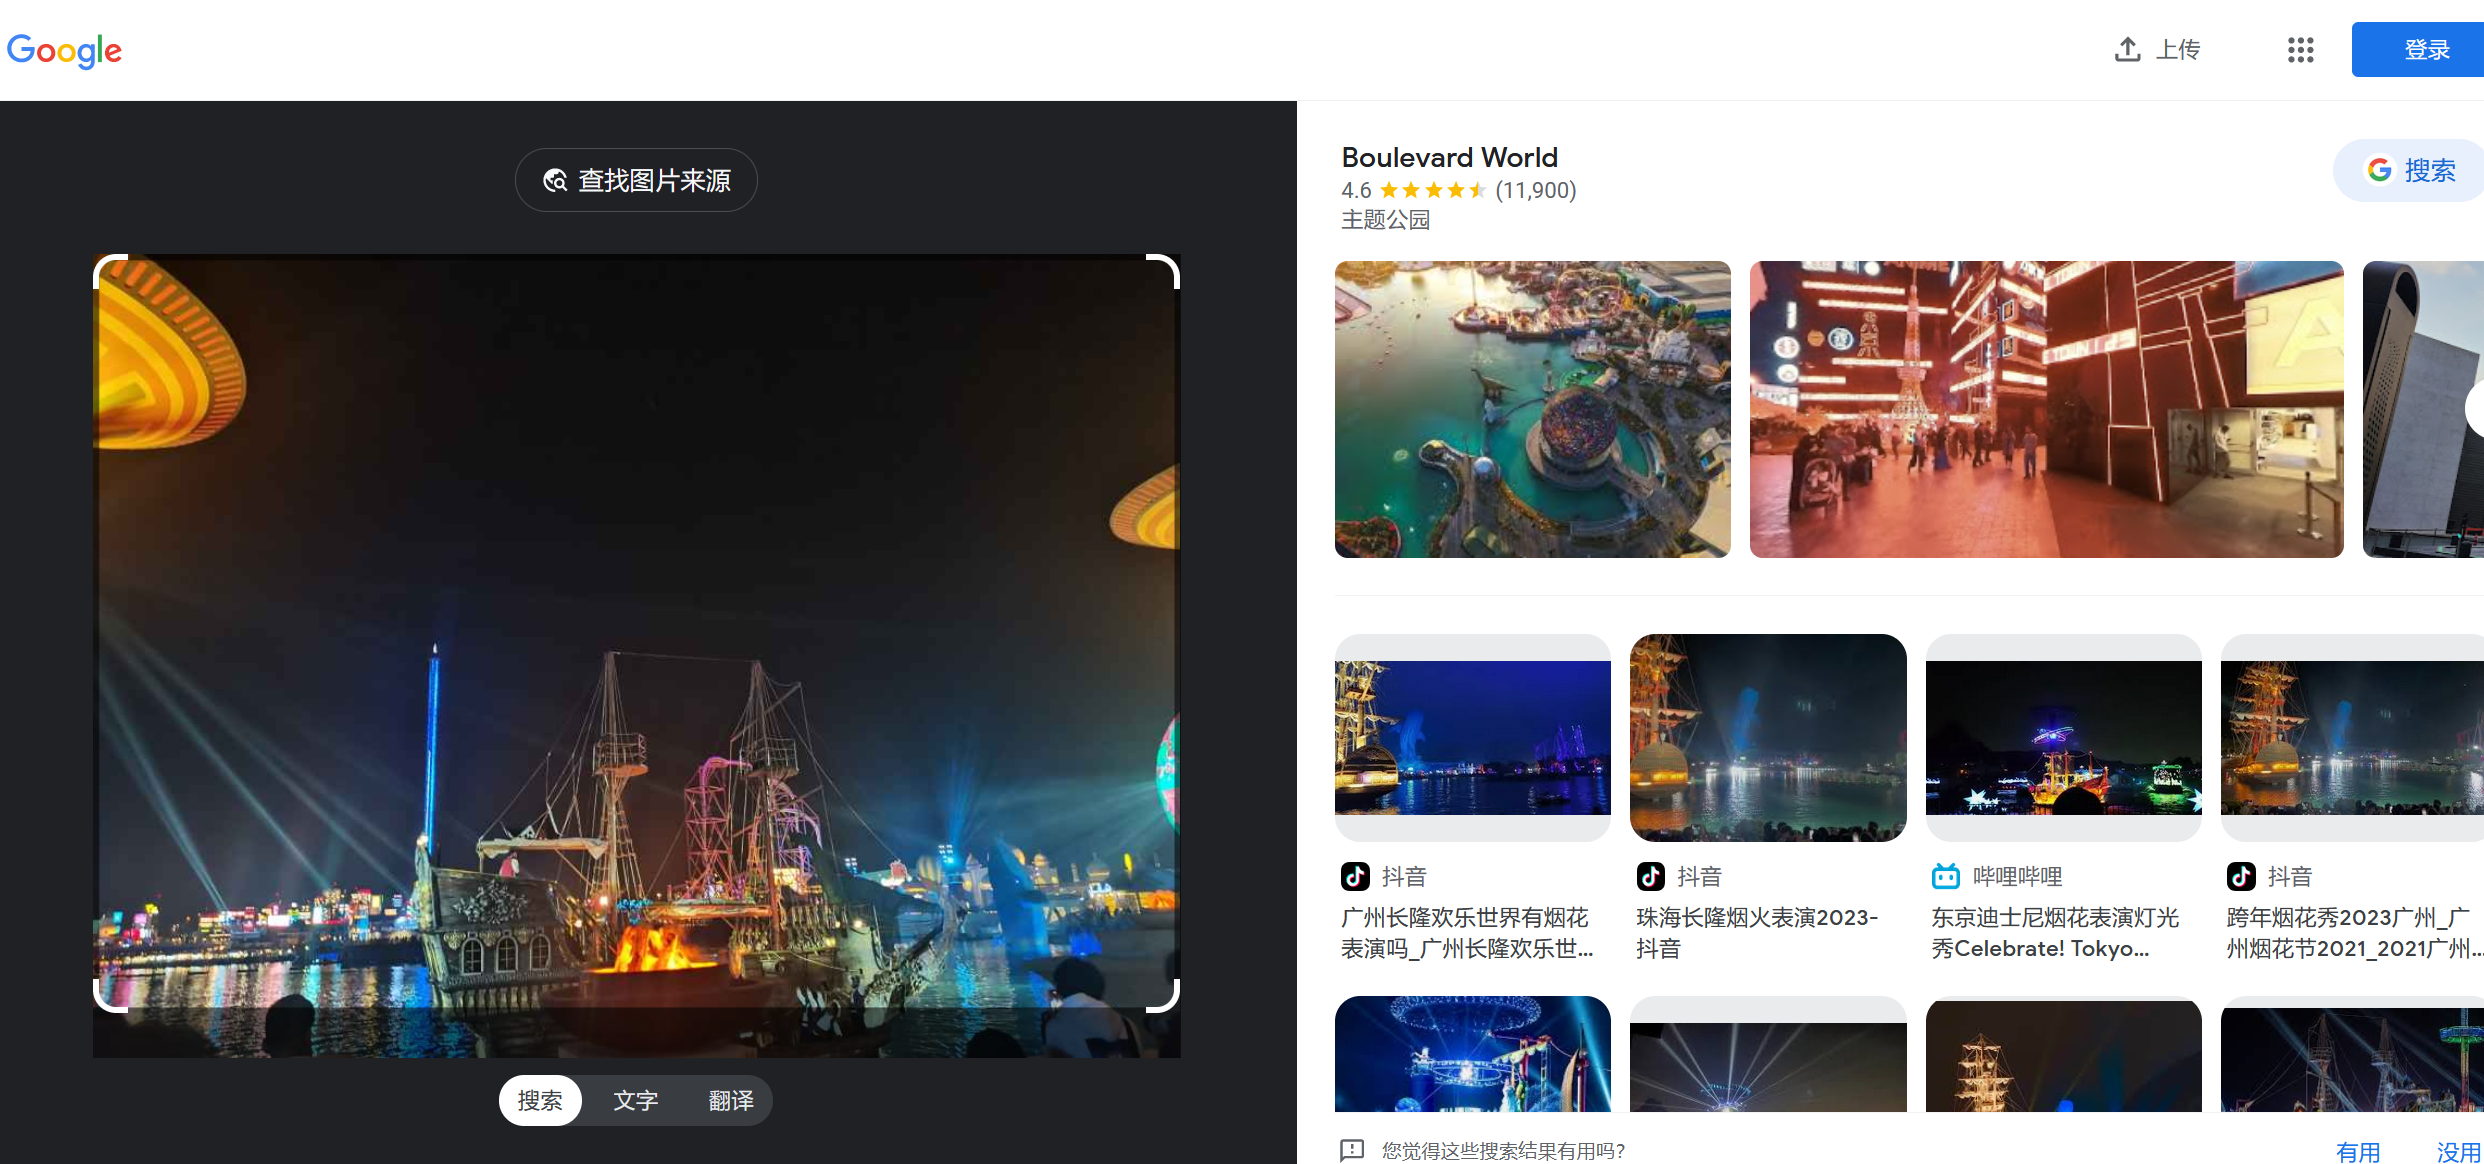 Google
上传
登录
查找图片来源
Boulevard World
搜索
4.6
(11,900)
主题公园
抖音
广州长隆欢乐世界有烟花
表演吗_广州长隆欢乐世...
抖音
珠海长隆烟火表演2023-
抖音
哔哩哔哩
东京迪士尼烟花表演灯光
秀Celebrate! Tokyo...
抖音
跨年烟花秀2023广州_广
州烟花节2021_2021广州...
搜索
文字
翻译
您觉得这些搜索结果有用吗?
有用
没用